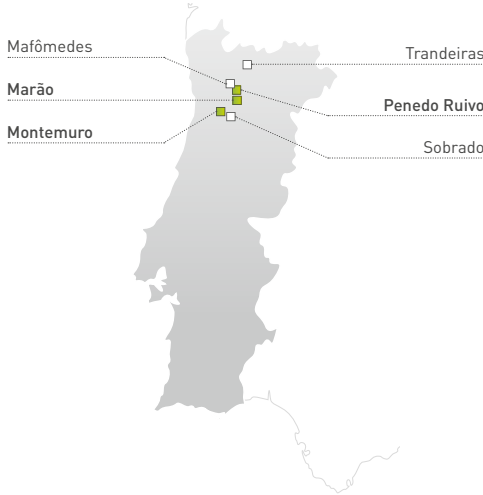 Mafômedes
Trandeiras
Marão
Penedo Ruivo
Montemuro
Sobrado